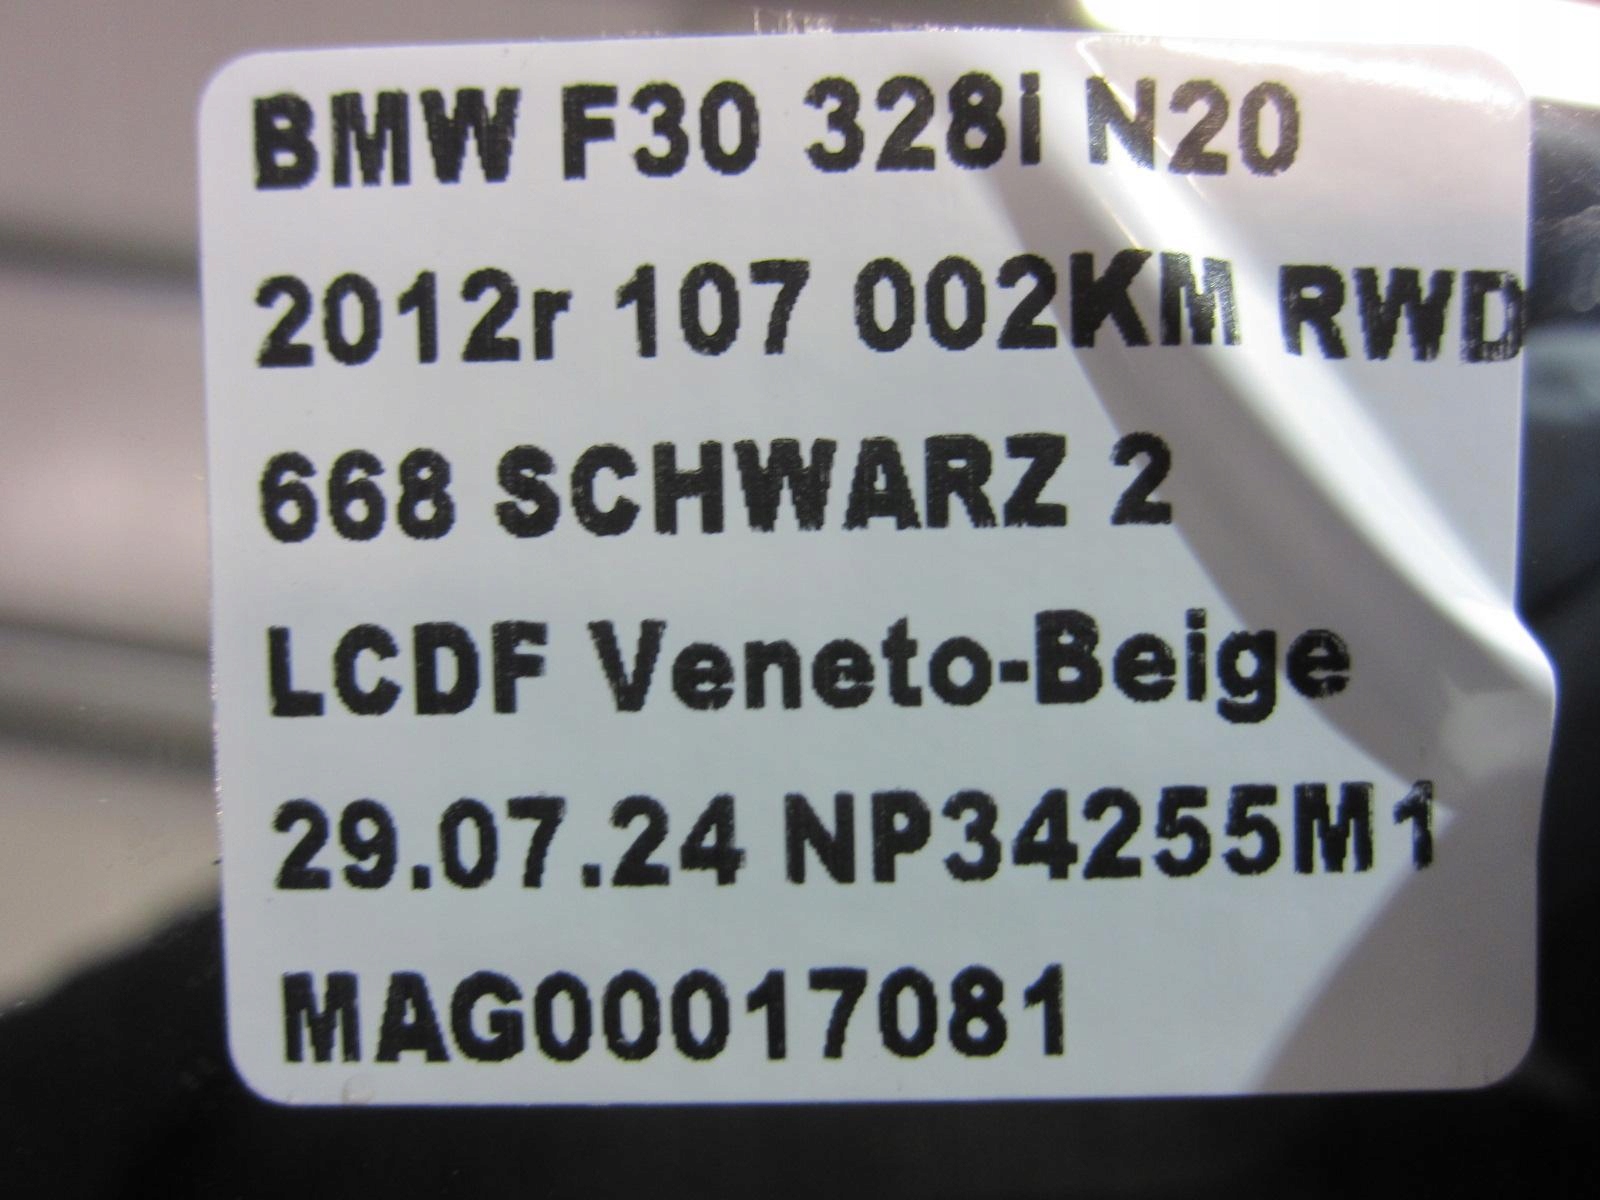 BMW F30 328i N20
2012r 107 002KM RWD
668 SCHWARZ 2
LCDF Veneto-Beige
29.07.24 NP34255M1
MAG00017081